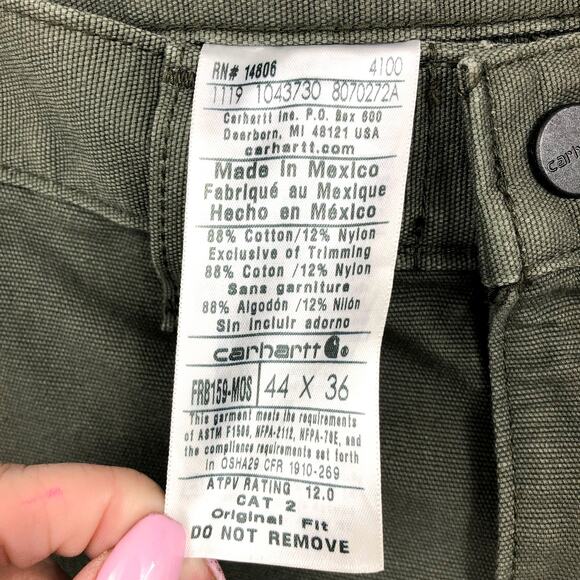 RN# 14806 4100
1119 1043730 8070272A
Carhartt Inc. P.O. Box 600
Dearborn, MI 48121 USA
carhartt.com
Made in Mexico
Fabriqué au Mexique
Hecho en México
88% Cotton/12% Nylon
Exclusive of Trimming
88% Coton /12% Nylon
Sans garniture
88% Algodón /12% Nilón
Sin incluir adorno
carhartt
FRB159-MOS 44 X 36
This garment meets the requirements
of ASTM F1506, NFPA-2112, NFPA-70E, and
the compliance requirements set forth
in OSHA29 CFR 1910-269
ATPV RATING 12.0
CAT 2
Original Fit
DO NOT REMOVE
carha